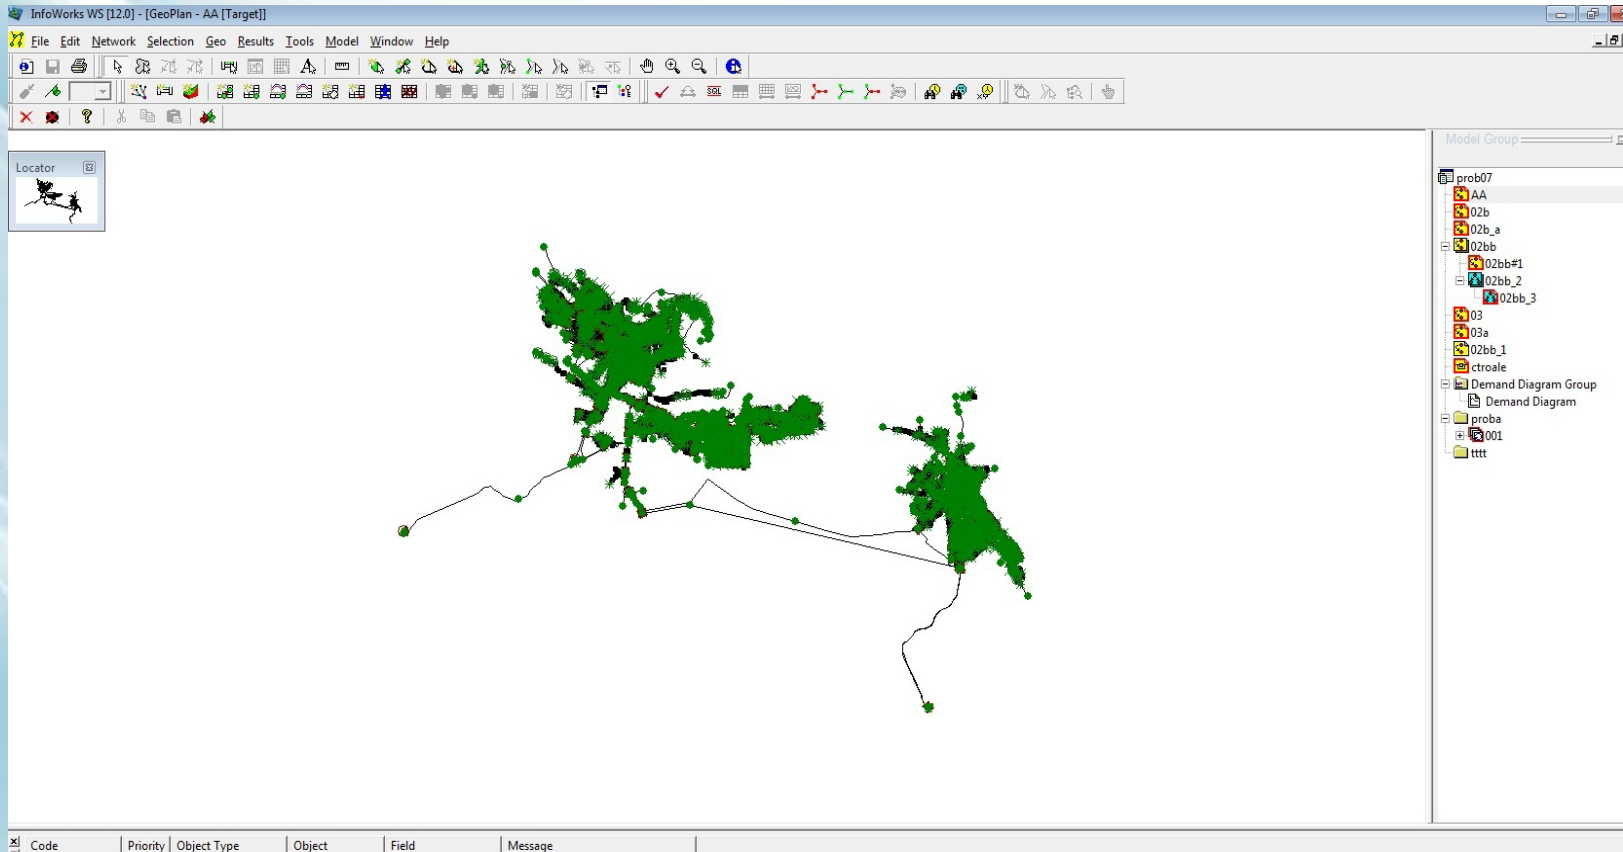 InfoWorks WS [12.0] - [GeoPlan - AA [Target]]
File Edit Network Selection Geo Results Tools Model Window Help
SQL
Locator
Model Group
prob07
AA
02b
02b_a
02bb
02bb#1
02bb_2
02bb_3
03
03a
02bb_1
ctroale
Demand Diagram Group
Demand Diagram
proba
001
tttt
Code Priority Object Type Object Field Message